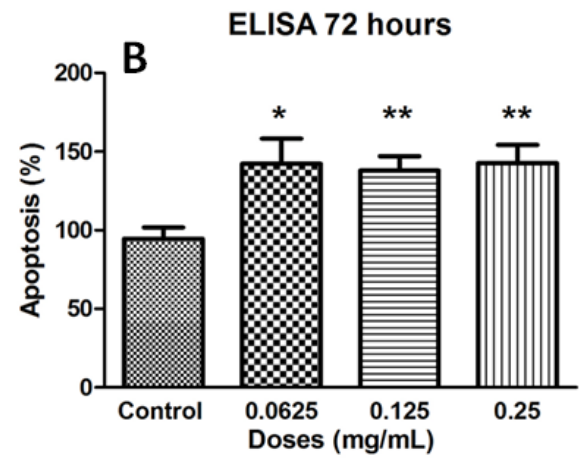 ELISA 72 hours
B
200
150
100
50
0
Apoptosis (%)
* ** **
Control 0.0625 0.125 0.25
Doses (mg/mL)